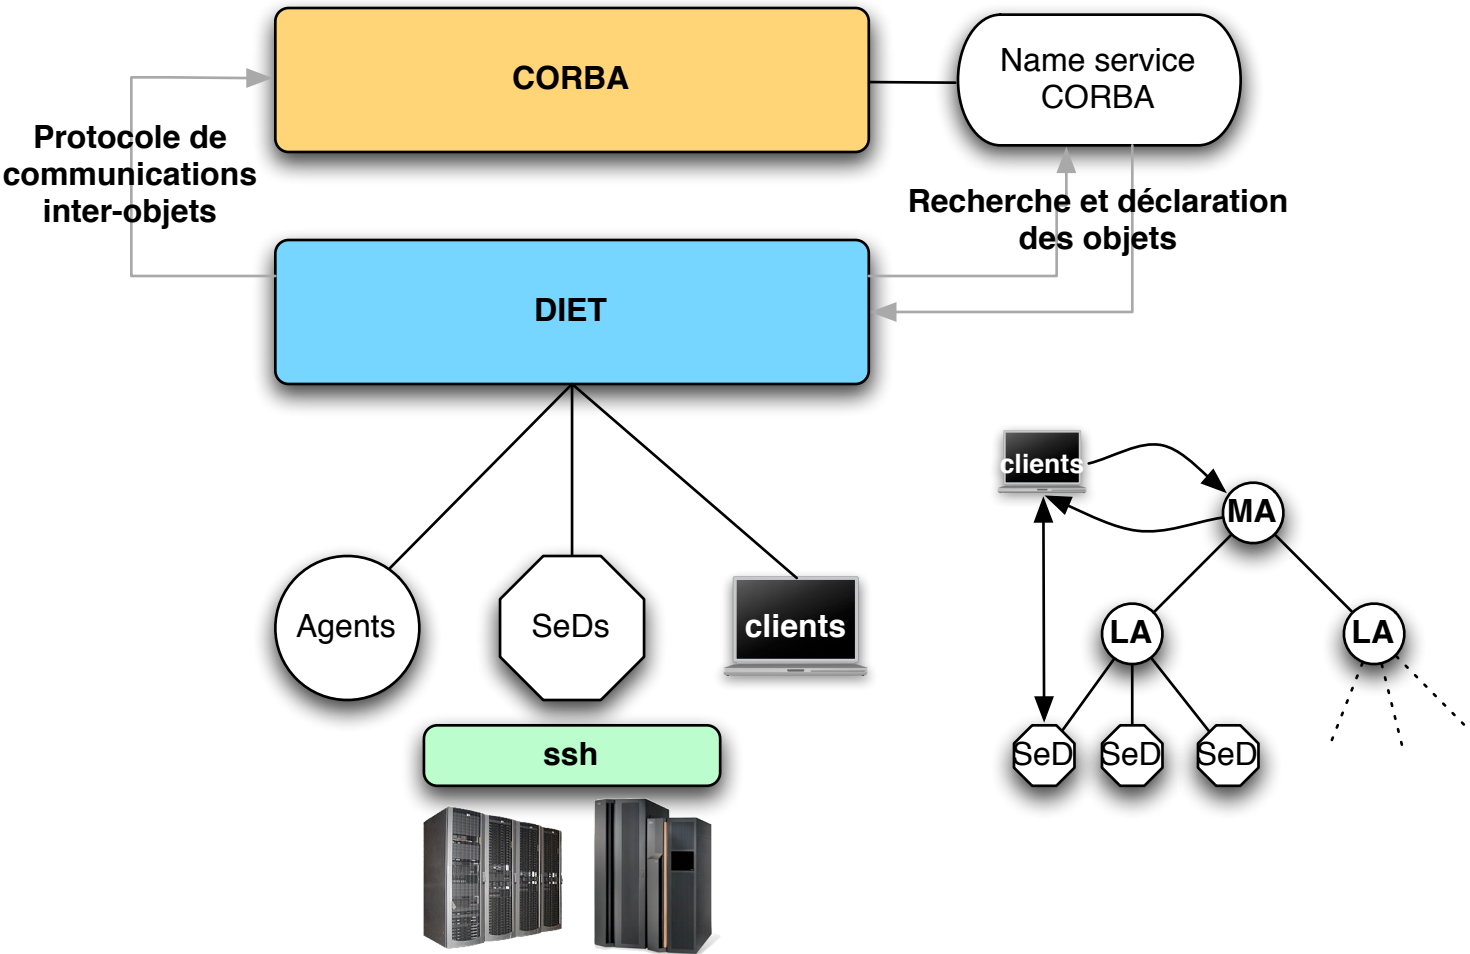 CORBA
Name service
CORBA
Protocole de
communications
inter-objets
Recherche et déclaration
des objets
DIET
clients
MA
Agents
SeDs
clients
LA
LA
ssh
SeD
SeD
SeD